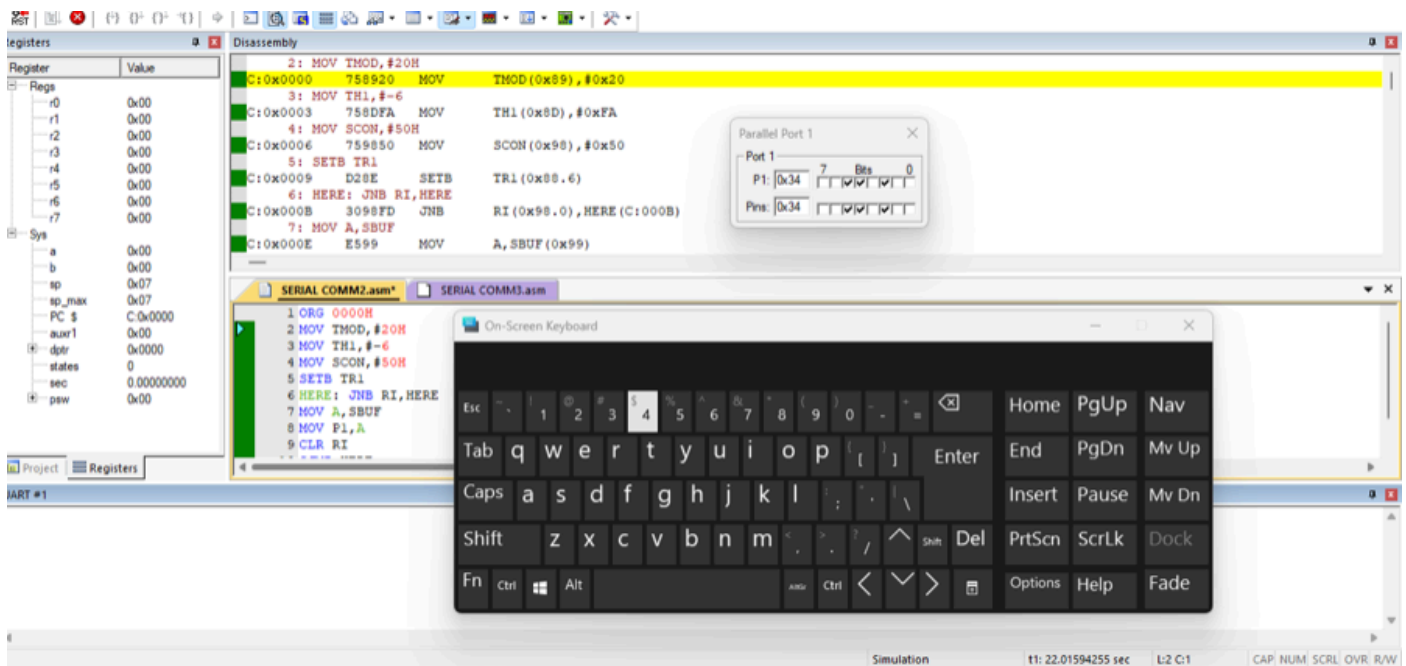 RST
Registers
Disassembly
Register Value
Regs
r0 0x00
r1 0x00
r2 0x00
r3 0x00
r4 0x00
r5 0x00
r6 0x00
r7 0x00
Sys
a 0x00
b 0x00
sp 0x07
sp_max 0x07
PC $ C:0x0000
auxr1 0x00
dptr 0x0000
states 0
sec 0.00000000
psw 0x00
Project Registers
2: MOV TMOD,#20H
C:0x0000 758920 MOV TMOD(0x89),#0x20
3: MOV TH1,#-6
C:0x0003 758DFA MOV TH1(0x8D),#0xFA
4: MOV SCON,#50H
C:0x0006 759850 MOV SCON(0x98),#0x50
5: SETB TR1
C:0x0009 D28E SETB TR1(0x88.6)
6: HERE: JNB RI,HERE
C:0x000B 3098FD JNB RI(0x98.0),HERE(C:000B)
7: MOV A,SBUF
C:0x000E E599 MOV A,SBUF(0x99)
Parallel Port 1
Port 1
7 Bits 0
P1: 0x34
Pins: 0x34
SERIAL COMM2.asm* SERIAL COMM3.asm
1 ORG 0000H
2 MOV TMOD,#20H
3 MOV TH1,#-6
4 MOV SCON,#50H
5 SETB TR1
6 HERE: JNB RI,HERE
7 MOV A,SBUF
8 MOV P1,A
9 CLR RI
On-Screen Keyboard
Esc ~ ` ! 1 @ 2 # 3 $ 4 % 5 ^ 6 & 7 * 8 ( 9 ) 0 _ - + = Home PgUp Nav
Tab q w e r t y u i o p { [ } ] Enter End PgDn Mv Up
Caps a s d f g h j k l : ; " ' | \ Insert Pause Mv Dn
Shift z x c v b n m < , > . ? / Shift Del PrtScn ScrLk Dock
Fn Ctrl Alt AltGr Ctrl Options Help Fade
UART #1
Simulation t1: 22.01594255 sec L:2 C:1 CAP NUM SCRL OVR R/W